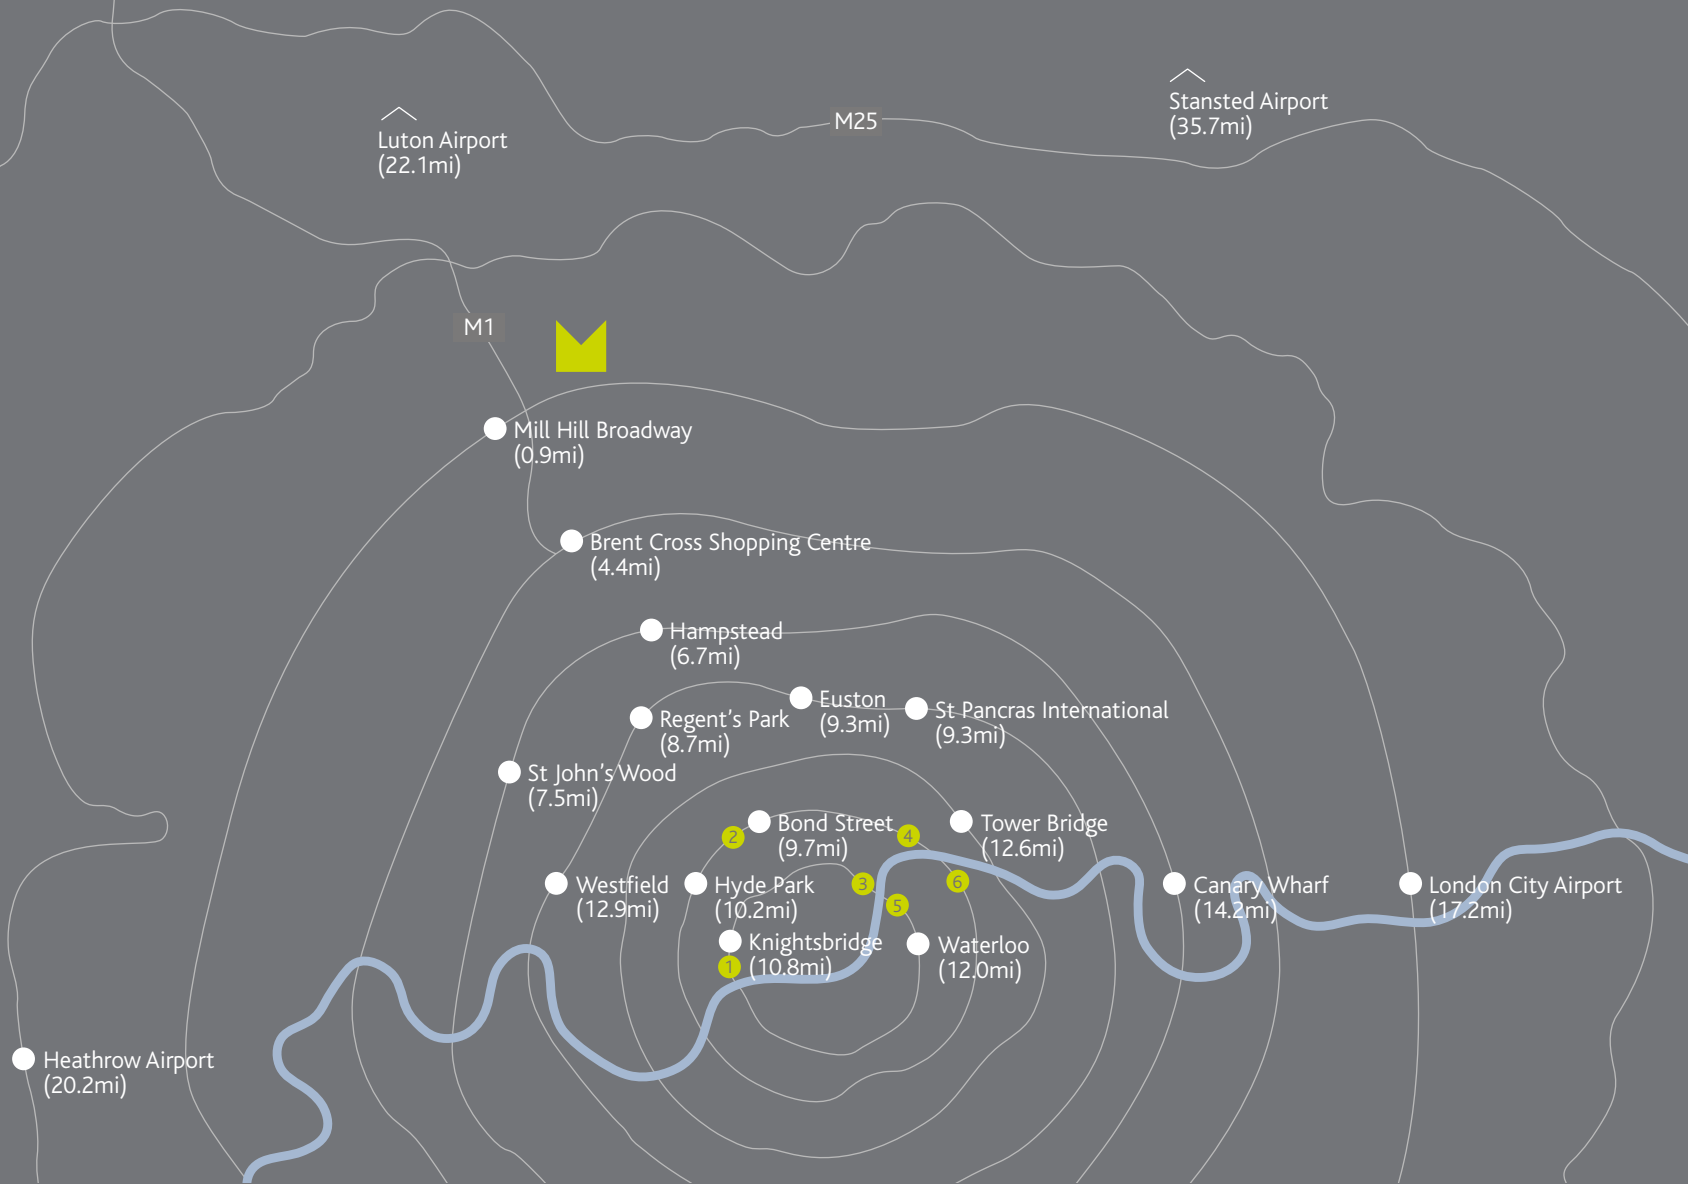 Stansted Airport
(35.7mi)
M25
Luton Airport
(22.1mi)
M1
Mill Hill Broadway
(0.9mi)
Brent Cross Shopping Centre
(4.4mi)
Hampstead
(6.7mi)
Euston
(9.3mi)
St Pancras International
(9.3mi)
Regent's Park
(8.7mi)
St John's Wood
(7.5mi)
2
Bond Street
(9.7mi)
4
Tower Bridge
(12.6mi)
Westfield
(12.9mi)
Hyde Park
(10.2mi)
3
6
5
Canary Wharf
(14.2mi)
London City Airport
(17.2mi)
Knightsbridge
(10.8mi)
1
Waterloo
(12.0mi)
Heathrow Airport
(20.2mi)